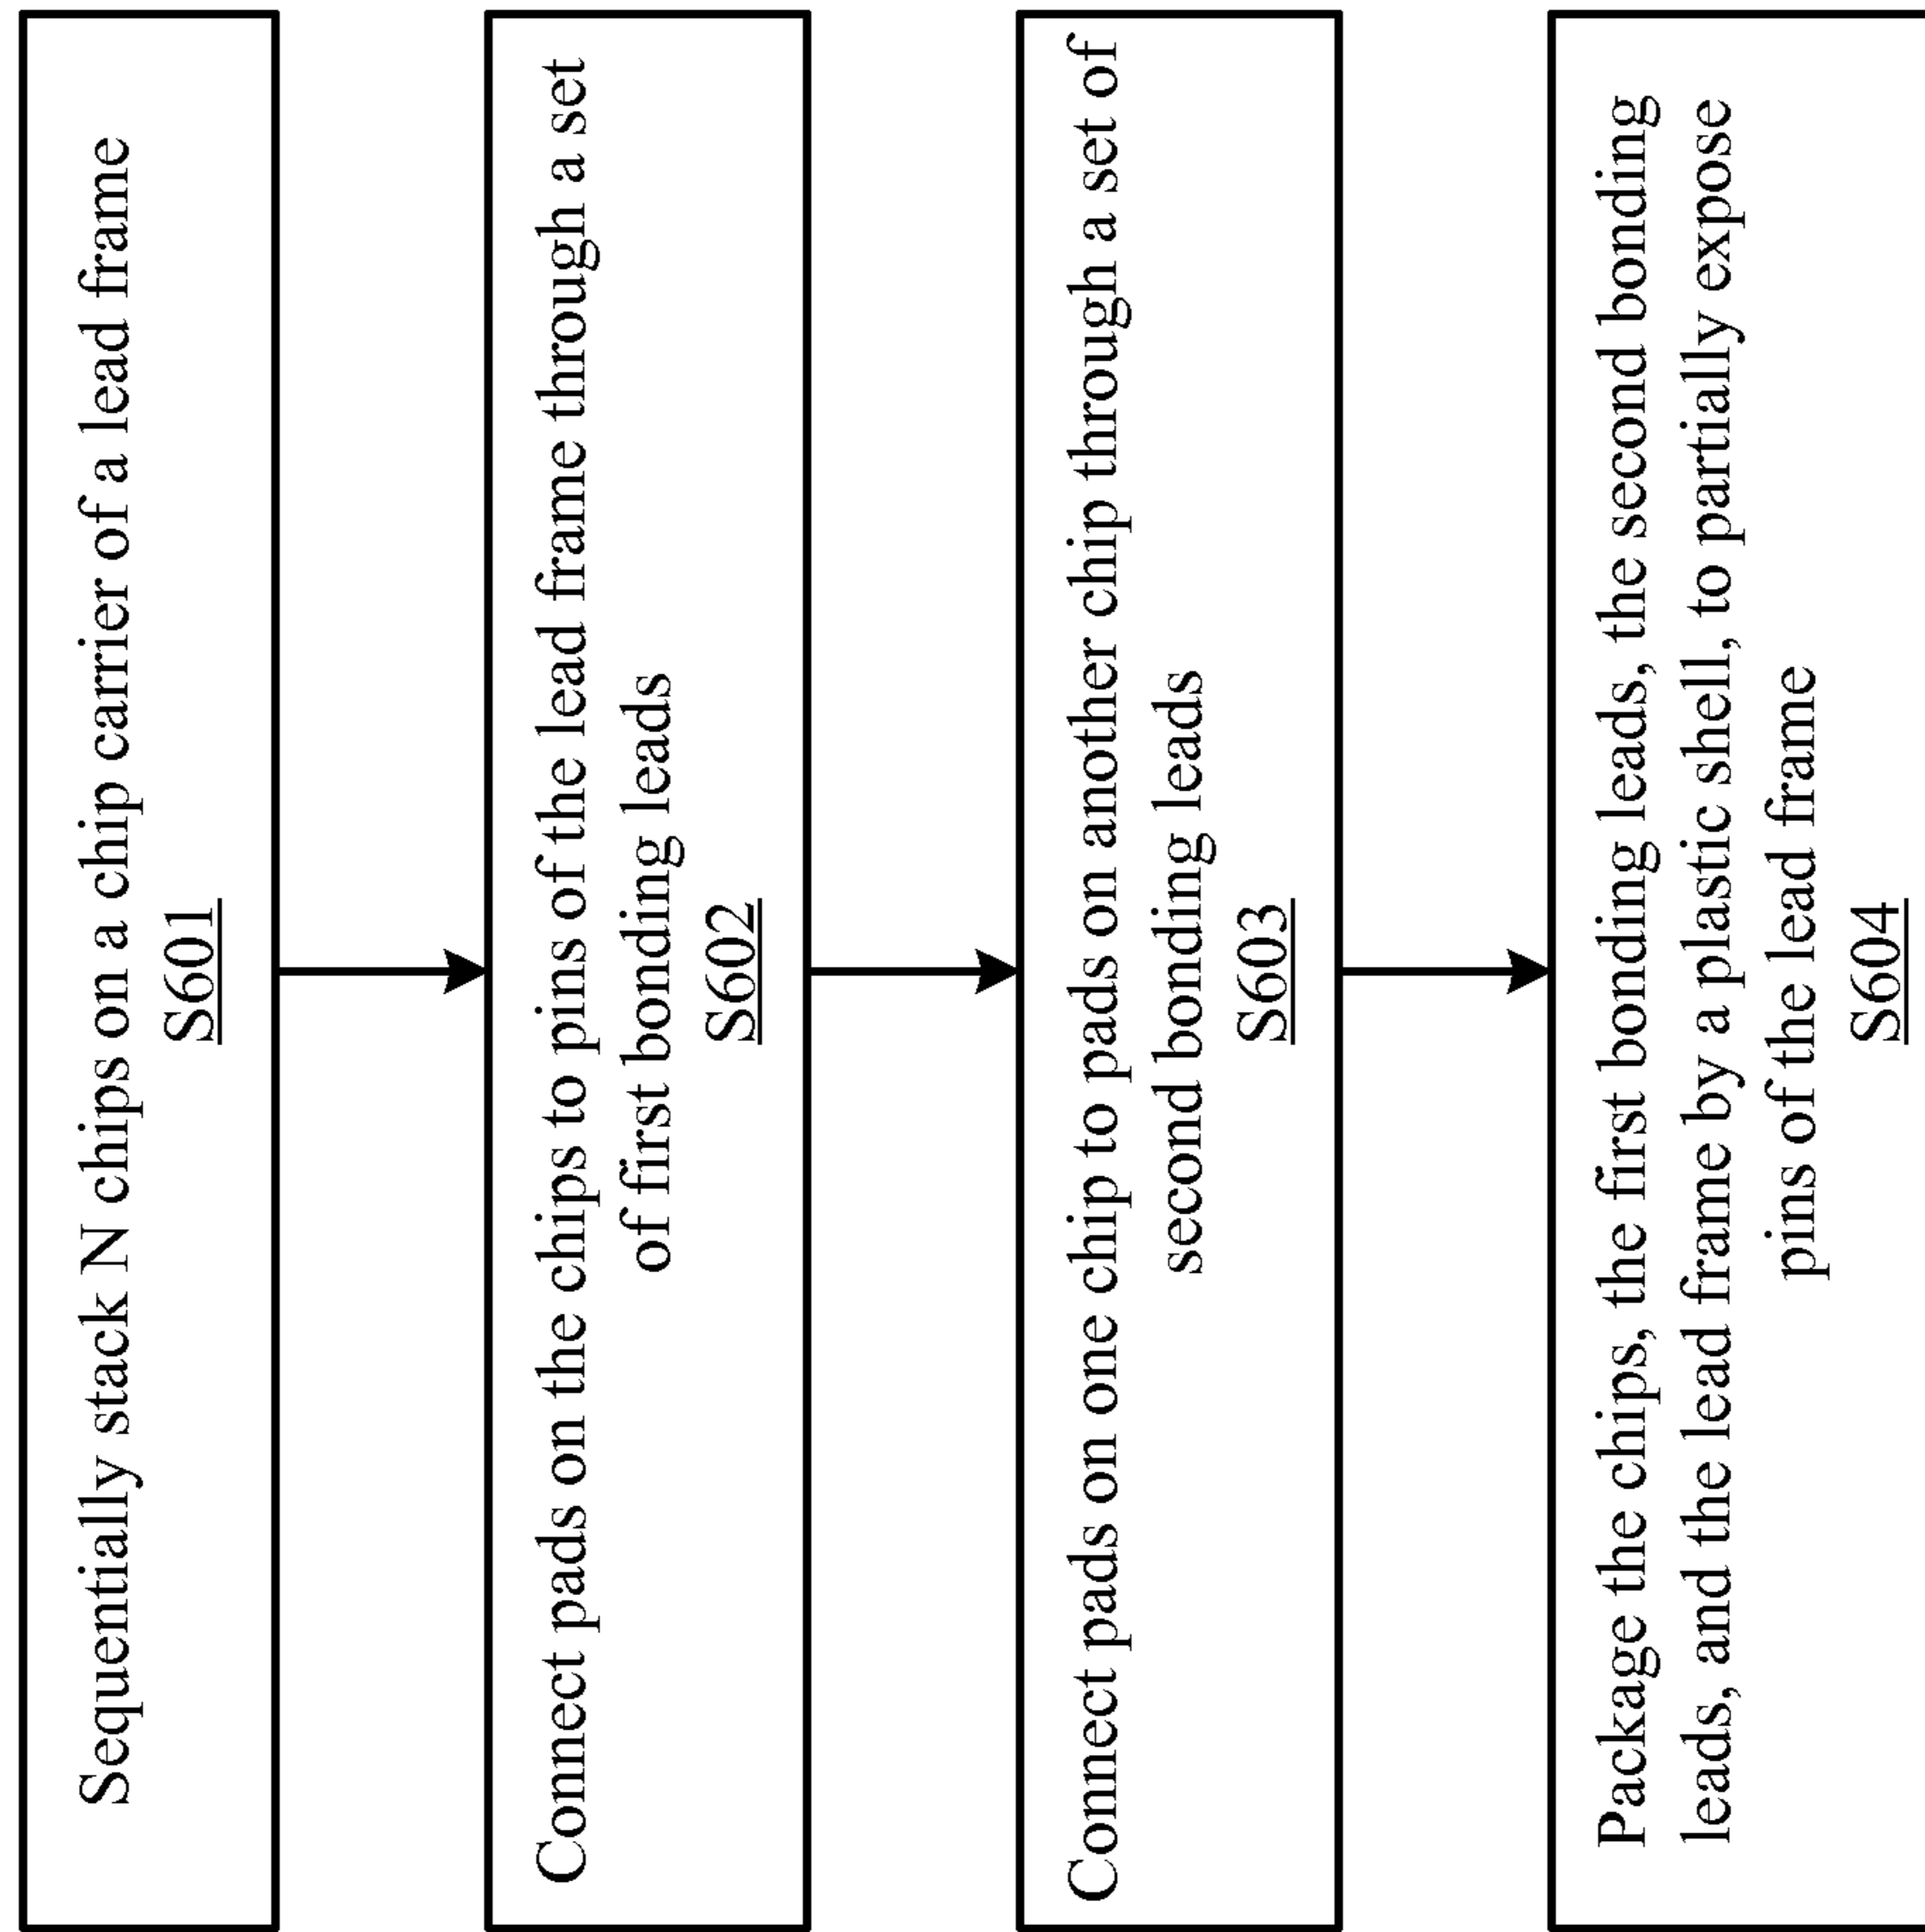 Sequentially stack N chips on a chip carrier of a lead frame
S601
Connect pads on the chips to pins of the lead frame through a set
of first bonding leads
S602
Connect pads on one chip to pads on another chip through a set of
second bonding leads
S603
Package the chips, the first bonding leads, the second bonding
leads, and the lead frame by a plastic shell, to partially expose
pins of the lead frame
S604